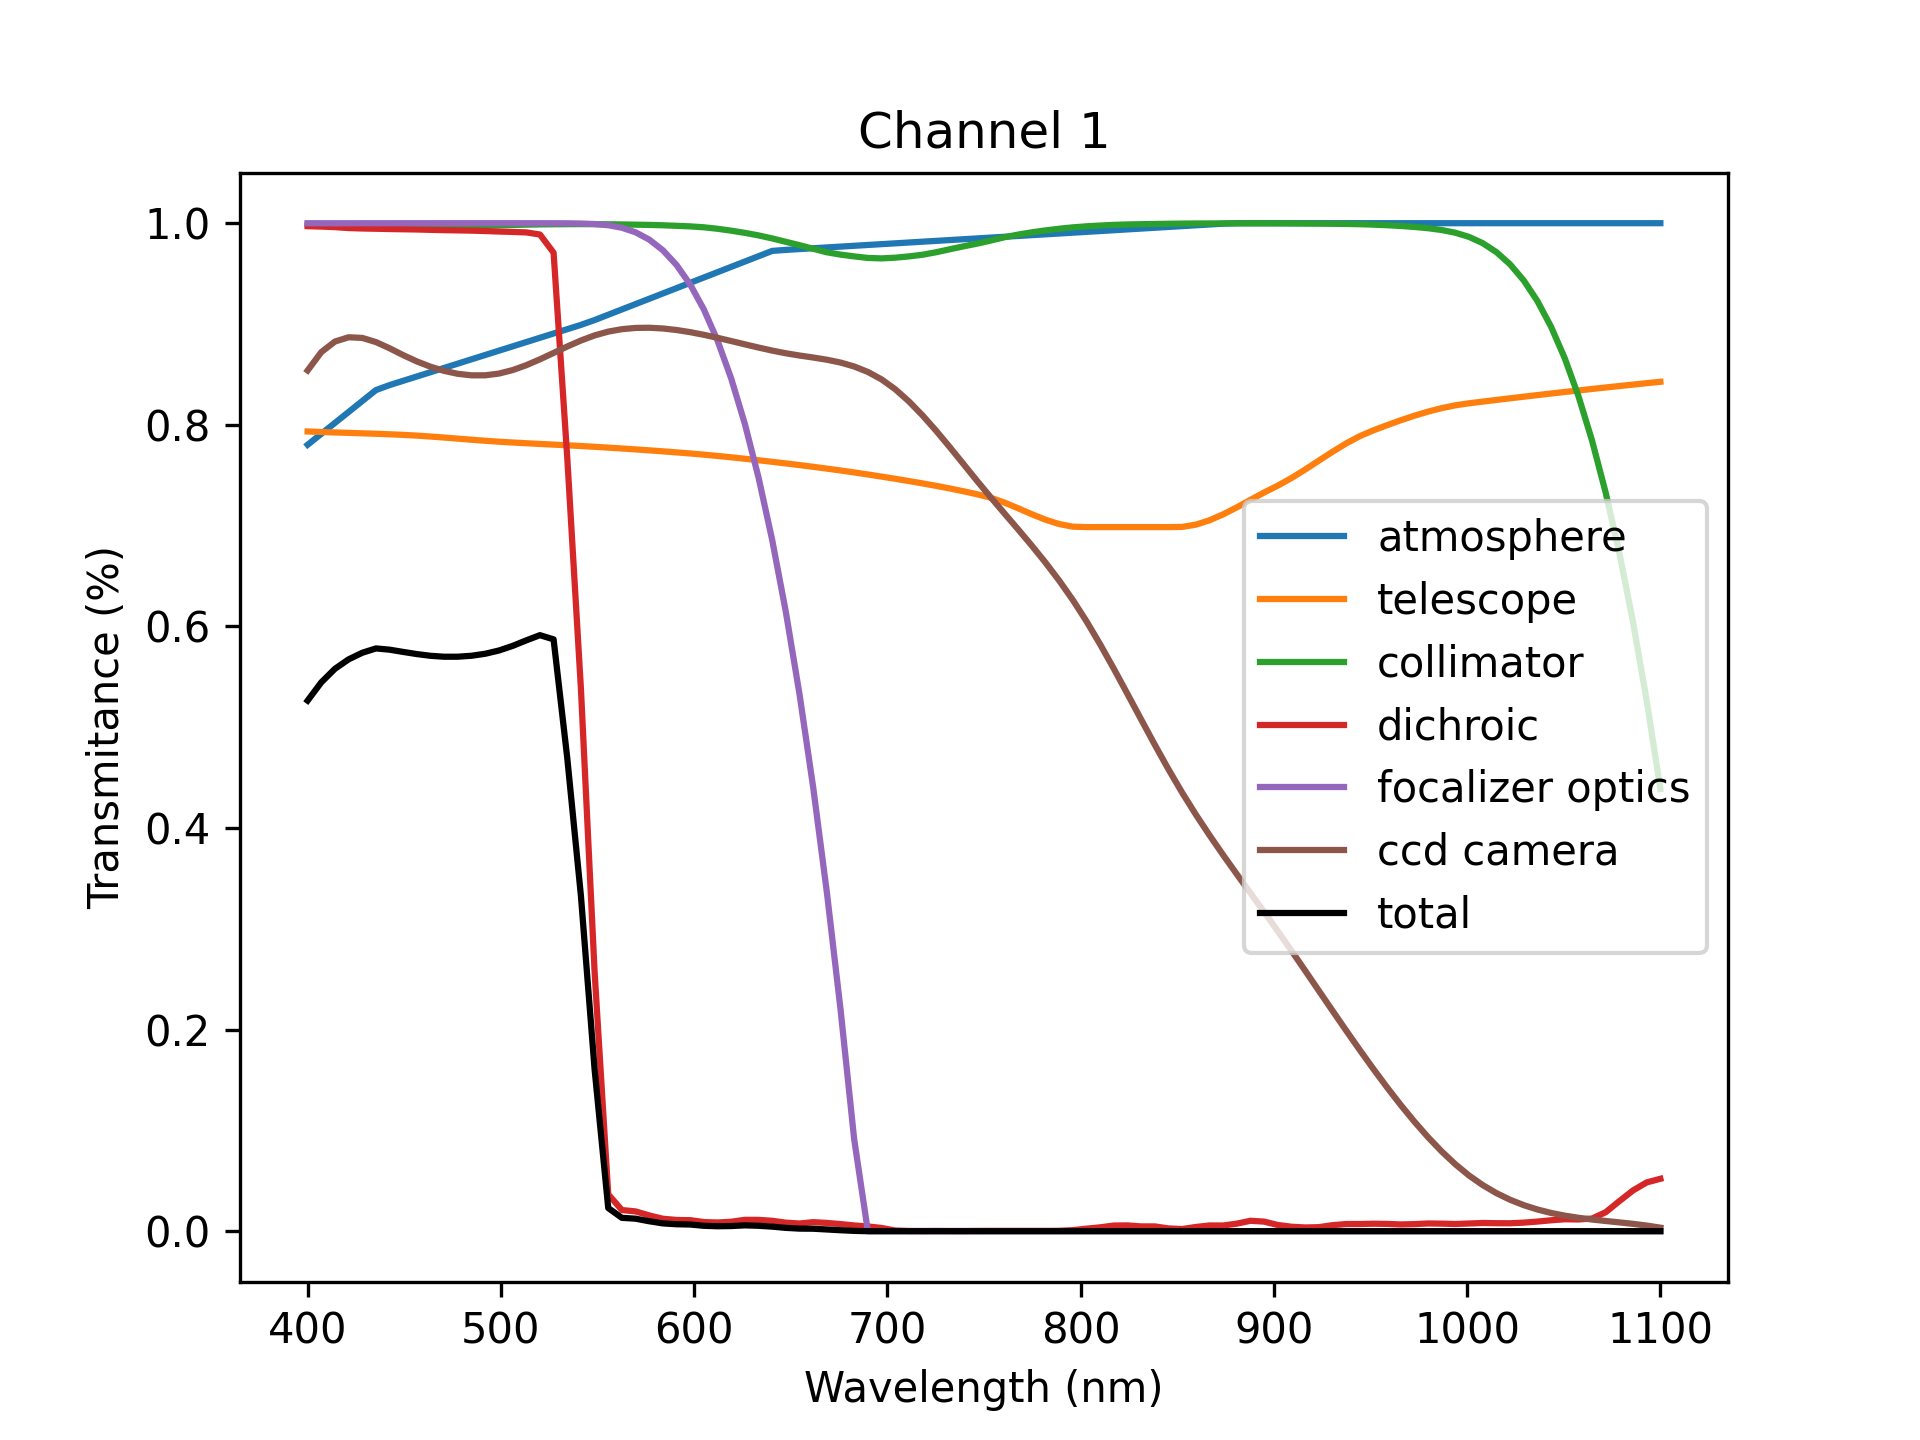 Channel 1
Transmitance (%)
1.0
0.8
0.6
0.4
0.2
0.0
atmosphere
telescope
collimator
dichroic
focalizer optics
ccd camera
total
400 500 600 700 800 900 1000 1100
Wavelength (nm)